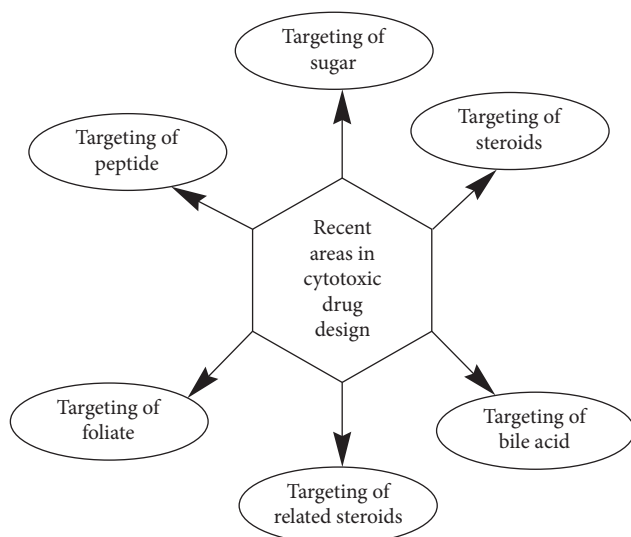 Targeting of
sugar
Targeting of
steroids
Targeting of
peptide
Recent
areas in
cytotoxic
drug
design
Targeting of
foliate
Targeting of
bile acid
Targeting of
related steroids